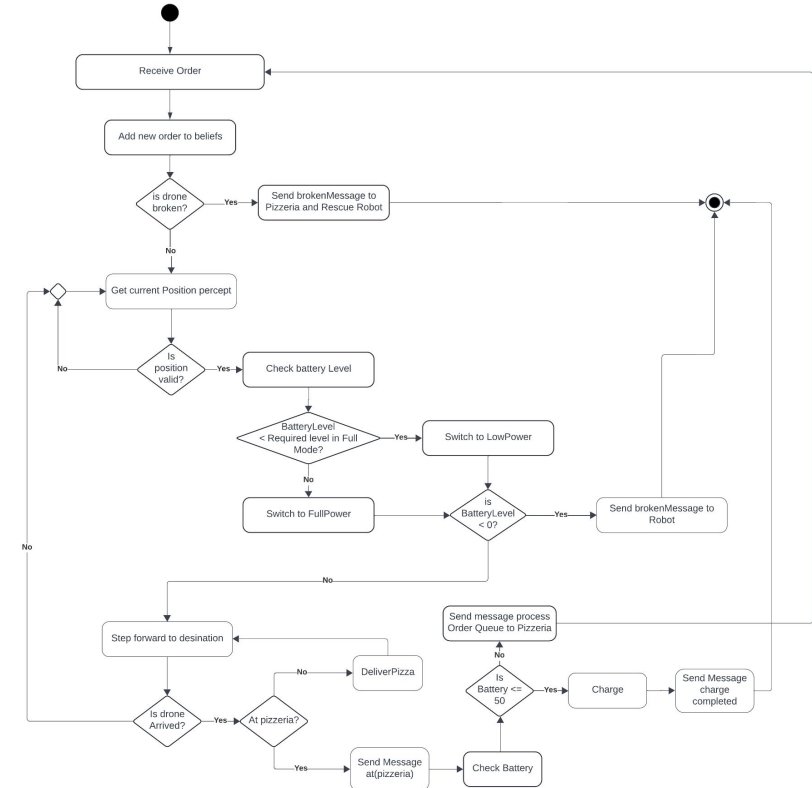 Receive Order
Add new order to beliefs
is drone
broken?
Yes
Send brokenMessage to
Pizzeria and Rescue Robot
No
Get current Position percept
Is
position
valid?
No
Yes
Check battery Level
BatteryLevel
< Required level in Full
Mode?
Yes
Switch to LowPower
No
Switch to FullPower
is
BatteryLevel
< 0?
Yes
Send brokenMessage to
Robot
No
No
Step forward to desination
Send message process
Order Queue to Pizzeria
No
DeliverPizza
No
Is
Battery <=
50
Yes
Charge
Send Message
charge
completed
Is drone
Arrived?
Yes
At pizzeria?
Yes
Send Message
at(pizzeria)
Check Battery